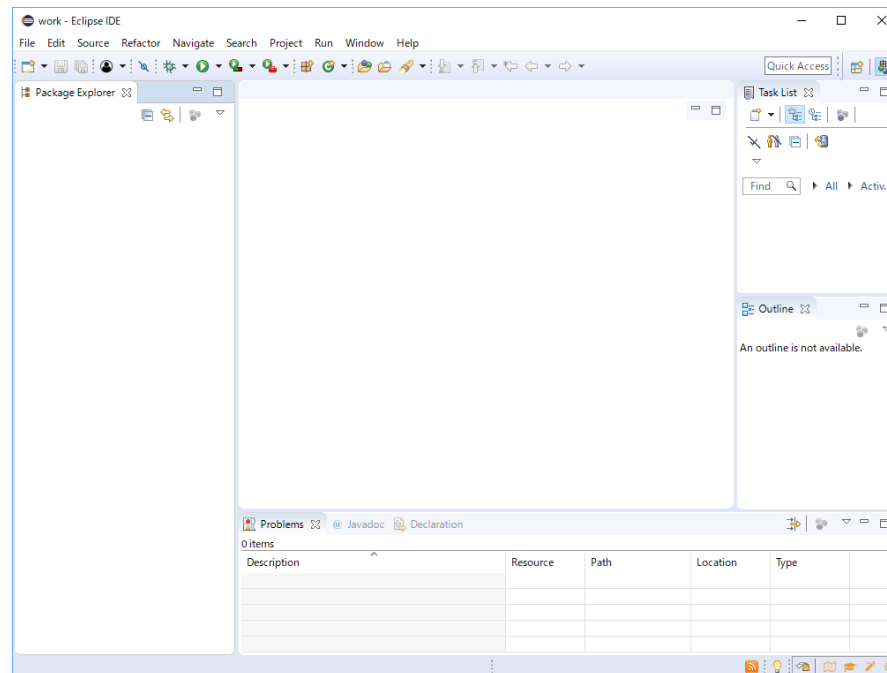 work - Eclipse IDE
File Edit Source Refactor Navigate Search Project Run Window Help
Quick Access
Package Explorer
Task List
Find All Activ...
Outline
An outline is not available.
Problems @ Javadoc Declaration
0 items
Description Resource Path Location Type